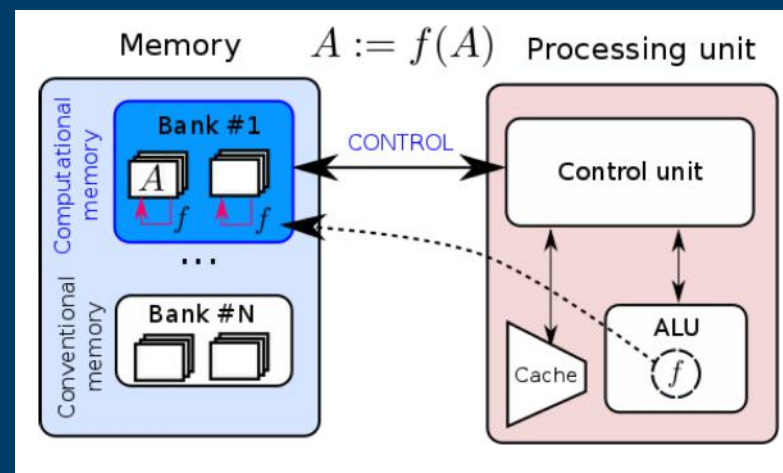 Memory
A := f(A)
Processing unit
Computational
memory
Bank #1
A
f
f
...
Conventional
memory
Bank #N
CONTROL
Control unit
Cache
ALU
f